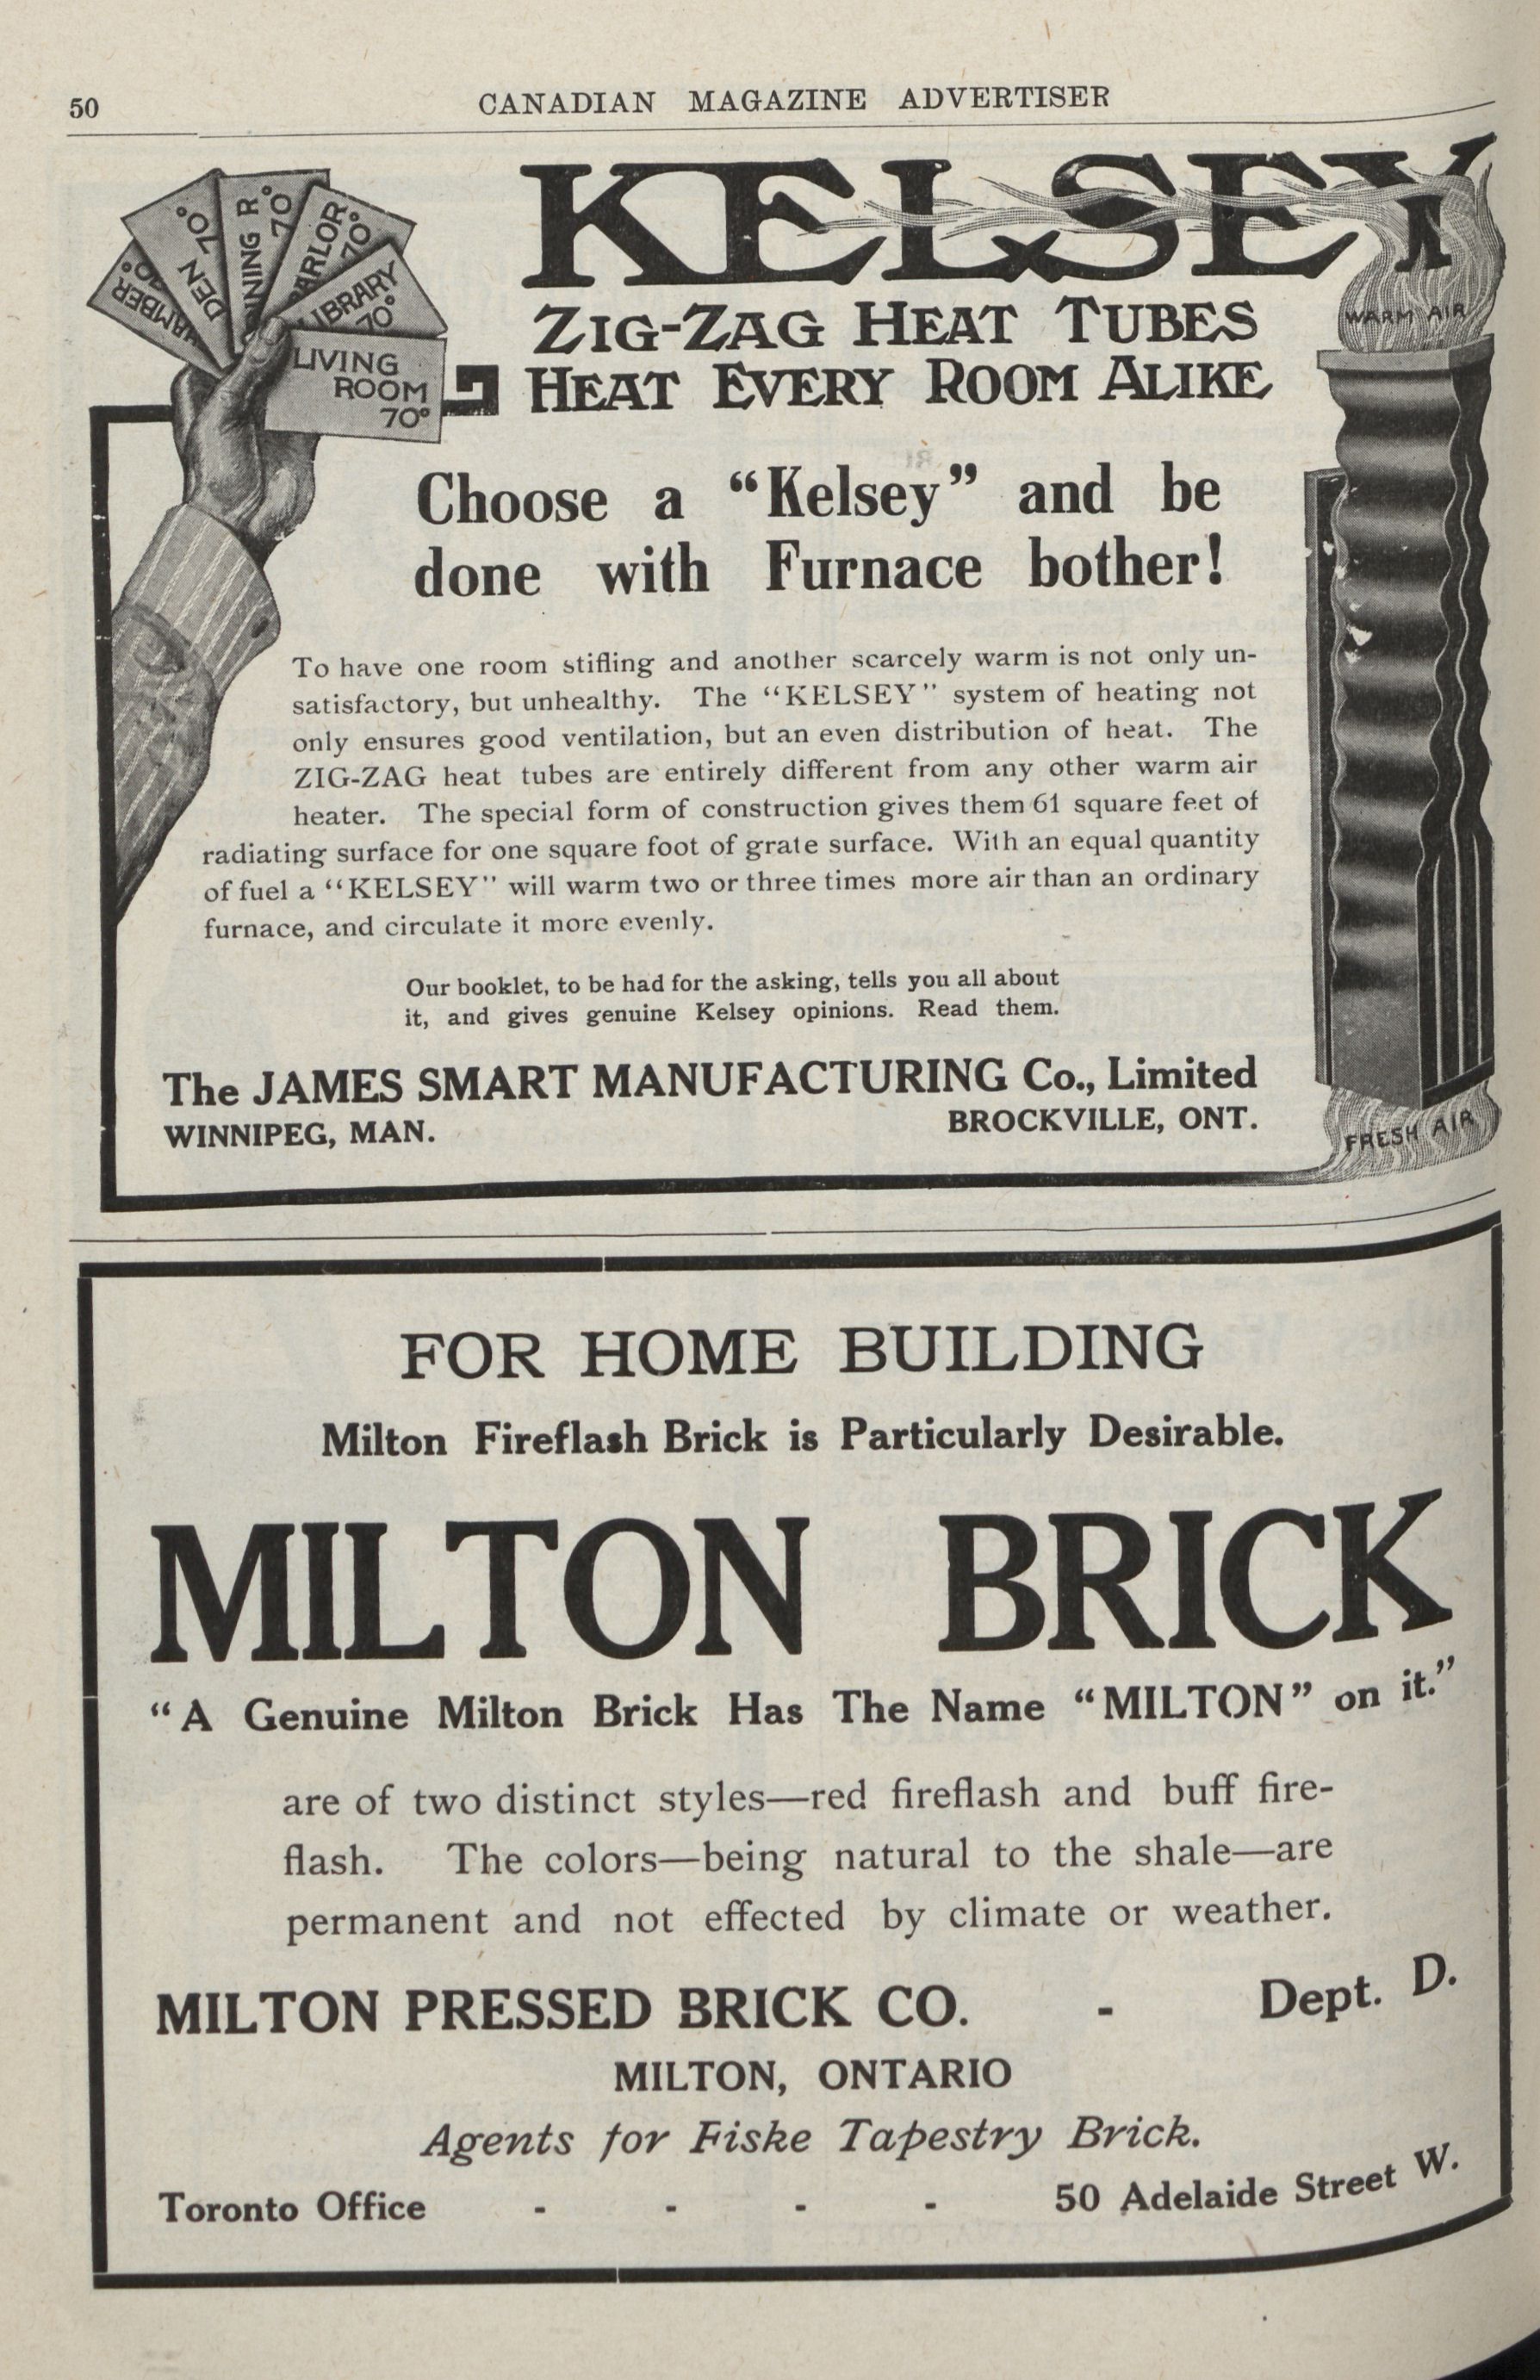 50
CANADIAN MAGAZINE ADVERTISER
KELSEY
AMBER 70°
DEN 70°
NING R. 70°
ARLOR 70°
LIBRARY 70°
LIVING
ROOM
70°
ZIG-ZAG HEAT TUBES
HEAT EVERY ROOM ALIKE
WARM AIR
Choose a “Kelsey” and be
done with Furnace bother!
To have one room stifling and another scarcely warm is not only un-
satisfactory, but unhealthy. The “KELSEY” system of heating not
only ensures good ventilation, but an even distribution of heat. The
ZIG-ZAG heat tubes are entirely different from any other warm air
heater. The special form of construction gives them 61 square feet of
radiating surface for one square foot of grate surface. With an equal quantity
of fuel a “KELSEY” will warm two or three times more air than an ordinary
furnace, and circulate it more evenly.
Our booklet, to be had for the asking, tells you all about
it, and gives genuine Kelsey opinions. Read them.
The JAMES SMART MANUFACTURING Co., Limited
WINNIPEG, MAN. BROCKVILLE, ONT.
FRESH AIR
FOR HOME BUILDING
Milton Fireflash Brick is Particularly Desirable.
MILTON BRICK
“A Genuine Milton Brick Has The Name “MILTON” on it.”
are of two distinct styles—red fireflash and buff fire-
flash. The colors—being natural to the shale—are
permanent and not effected by climate or weather.
MILTON PRESSED BRICK CO. - Dept. D.
MILTON, ONTARIO
Agents for Fiske Tapestry Brick.
Toronto Office - - - - 50 Adelaide Street W.